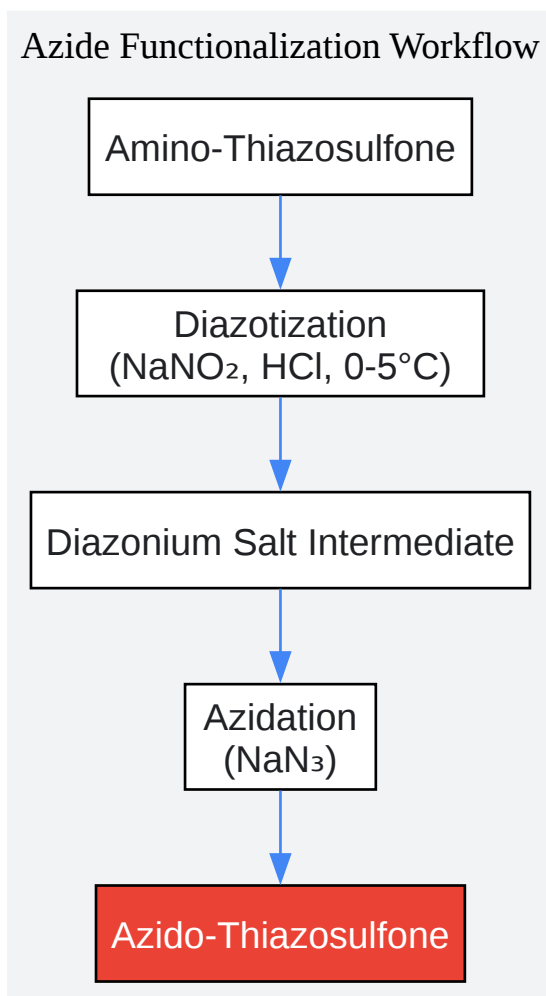 Azide Functionalization Workflow
Amino-Thiazosulfone
Diazotization
(NaNO₂, HCl, 0-5°C)
Diazonium Salt Intermediate
Azidation
(NaN₃)
Azido-Thiazosulfone